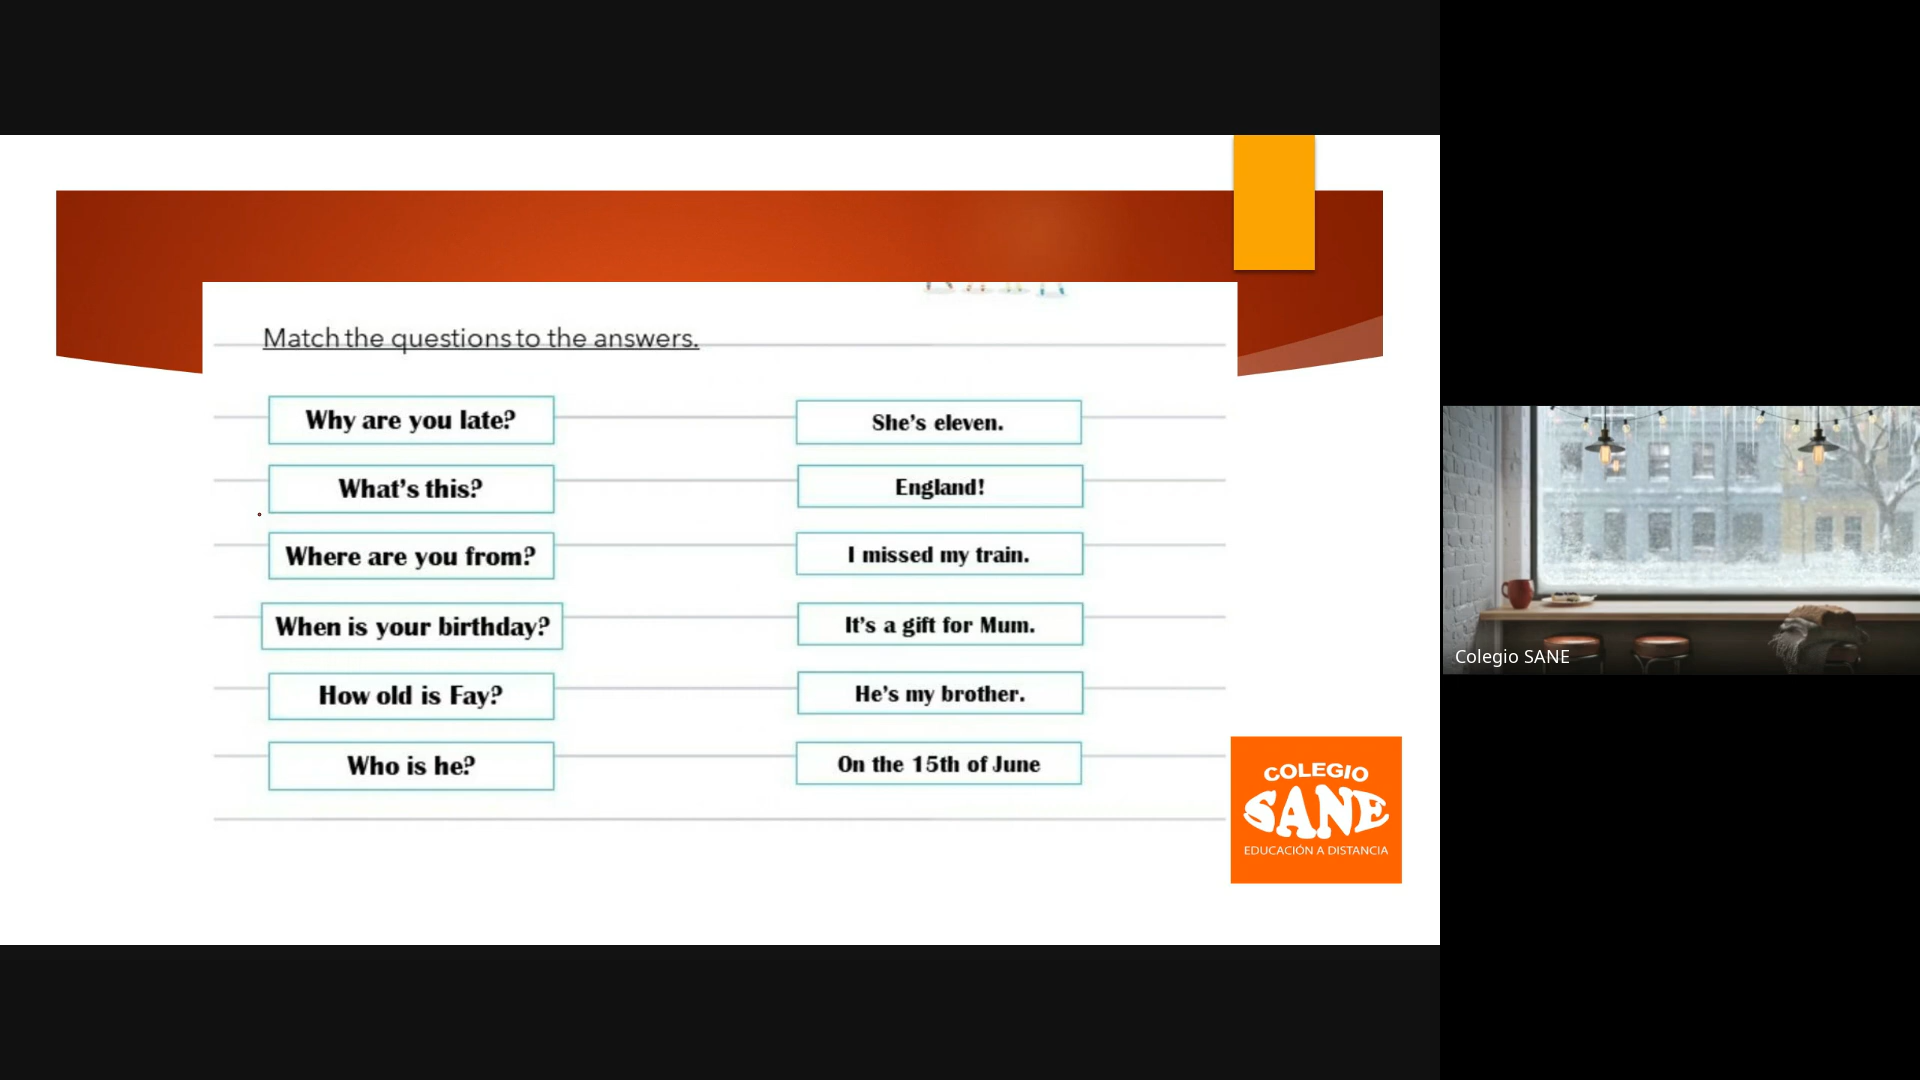 Match the questions to the answers.
Why are you late?
She's eleven.
What's this?
England!
Where are you from?
I missed my train.
When is your birthday?
It's a gift for Mum.
How old is Fay?
He's my brother.
Who is he?
On the 15th of June
COLEGIO
SANE
EDUCACIÓN A DISTANCIA
Colegio SANE